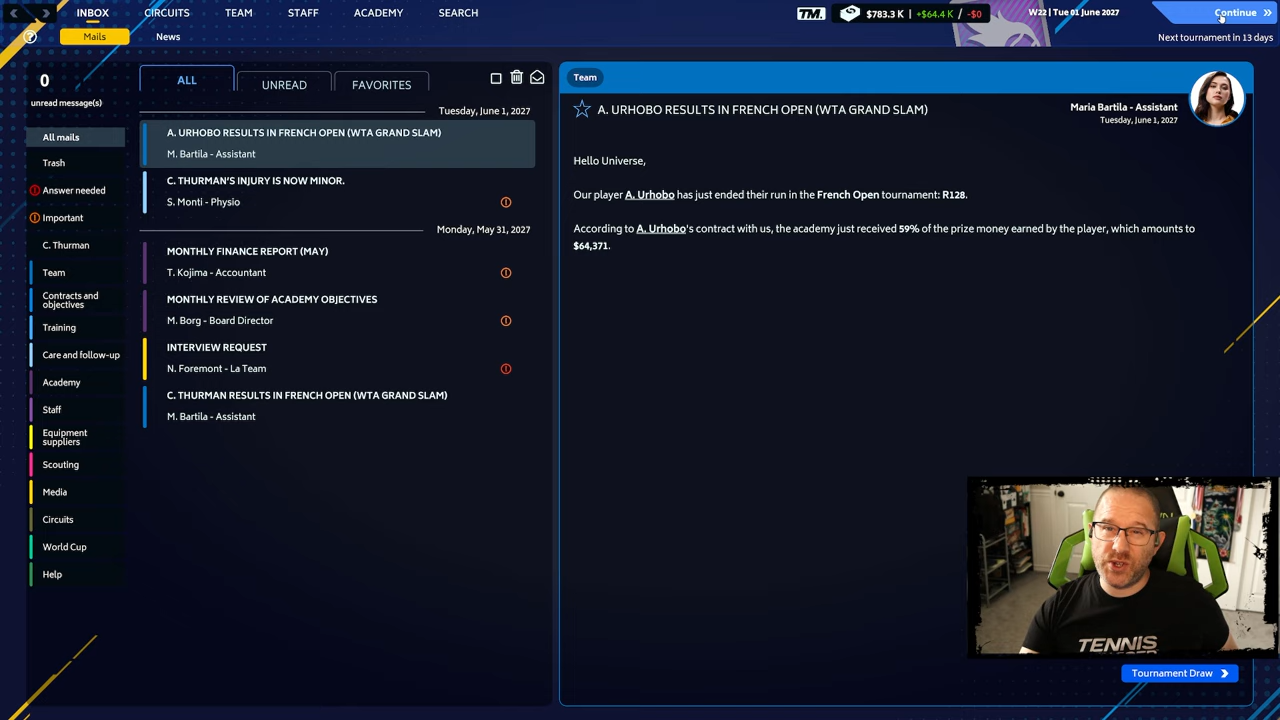 INBOX
CIRCUITS
TEAM
STAFF
ACADEMY
SEARCH
TM.
$783.3 K | +$64.4 K / -$0
W22 | Tue 01 June 2027
Continue
Mails
News
Next tournament in 13 days
0
unread message(s)
All mails
Trash
Answer needed
Important
C. Thurman
Team
Contracts and
objectives
Training
Care and follow-up
Academy
Staff
Equipment
suppliers
Scouting
Media
Circuits
World Cup
Help
ALL
UNREAD
FAVORITES
Tuesday, June 1, 2027
A. URHOBO RESULTS IN FRENCH OPEN (WTA GRAND SLAM)
M. Bartila - Assistant
C. THURMAN'S INJURY IS NOW MINOR.
S. Monti - Physio
Monday, May 31, 2027
MONTHLY FINANCE REPORT (MAY)
T. Kojima - Accountant
MONTHLY REVIEW OF ACADEMY OBJECTIVES
M. Borg - Board Director
INTERVIEW REQUEST
N. Foremont - La Team
C. THURMAN RESULTS IN FRENCH OPEN (WTA GRAND SLAM)
M. Bartila - Assistant
Team
A. URHOBO RESULTS IN FRENCH OPEN (WTA GRAND SLAM)
Maria Bartila - Assistant
Tuesday, June 1, 2027
Hello Universe,
Our player A. Urhobo has just ended their run in the French Open tournament: R128.
According to A. Urhobo's contract with us, the academy just received 59% of the prize money earned by the player, which amounts to
$64,371.
TENNIS
Tournament Draw